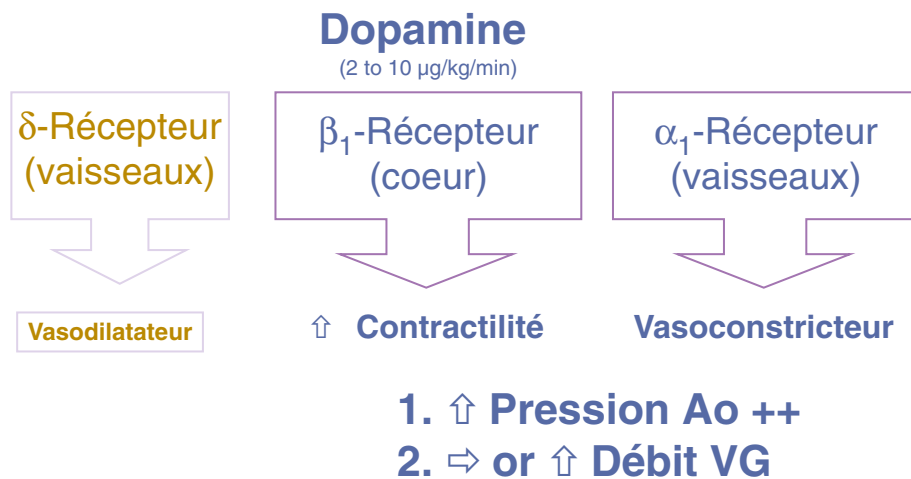 Dopamine
(2 to 10 µg/kg/min)
δ-Récepteur
(vaisseaux)
β1-Récepteur
(coeur)
α1-Récepteur
(vaisseaux)
Vasodilatateur
⇧ Contractilité
Vasoconstricteur
1. ⇧ Pression Ao ++
2. ⇨ or ⇧ Débit VG